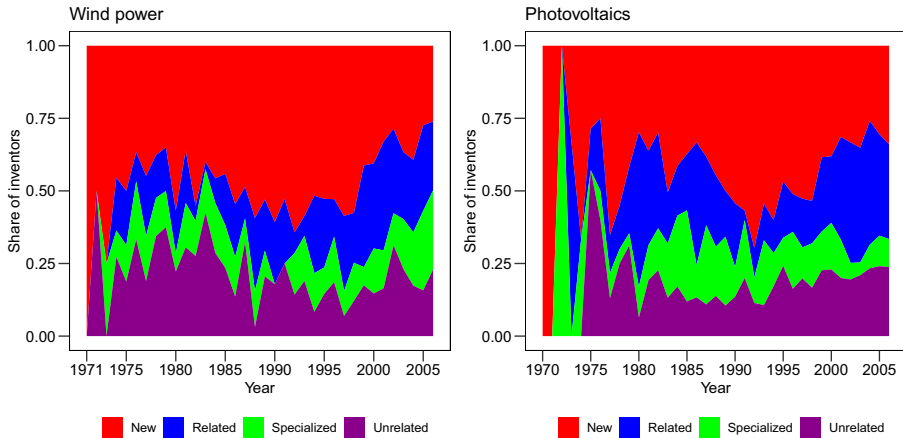 Wind power
Share of inventors
1.00
0.75
0.50
0.25
0.00
1971 1975 1980 1985 1990 1995 2000 2005
Year
New Related Specialized Unrelated
Photovoltaics
Share of inventors
1.00
0.75
0.50
0.25
0.00
1970 1975 1980 1985 1990 1995 2000 2005
Year
New Related Specialized Unrelated